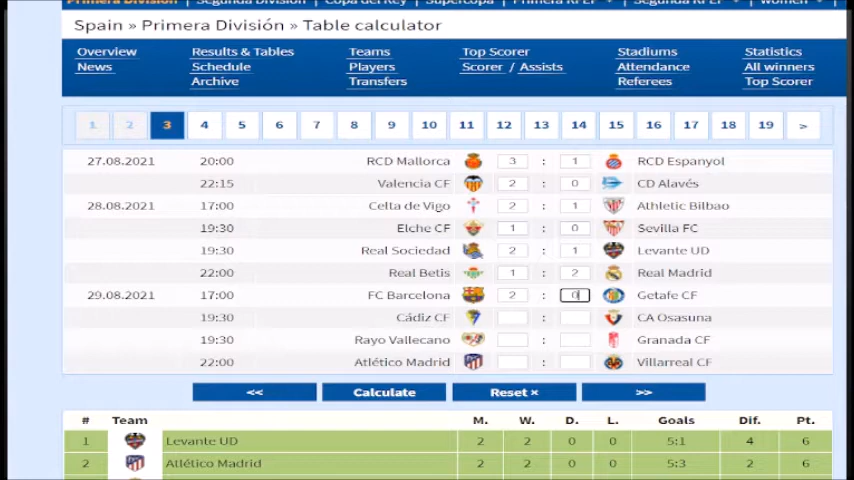 Primera División Segunda División Copa del Rey Supercopa Primera RFEF Segunda RFEF Women
Spain » Primera División » Table calculator
Overview Results & Tables Teams Top Scorer Stadiums Statistics
News Schedule Players Scorer / Assists Attendance All winners
Archive Transfers Referees Top Scorer
1 2 3 4 5 6 7 8 9 10 11 12 13 14 15 16 17 18 19 >
27.08.2021 20:00 RCD Mallorca 3 : 1 RCD Espanyol
22:15 Valencia CF 2 : 0 CD Alavés
28.08.2021 17:00 Celta de Vigo 2 : 1 Athletic Bilbao
19:30 Elche CF 1 : 0 Sevilla FC
19:30 Real Sociedad 2 : 1 Levante UD
22:00 Real Betis 1 : 2 Real Madrid
29.08.2021 17:00 FC Barcelona 2 : 0 Getafe CF
19:30 Cádiz CF : CA Osasuna
19:30 Rayo Vallecano : Granada CF
22:00 Atlético Madrid : Villarreal CF
<< Calculate Reset × >>
# Team M. W. D. L. Goals Dif. Pt.
1 Levante UD 2 2 0 0 5:1 4 6
2 Atlético Madrid 2 2 0 0 5:3 2 6